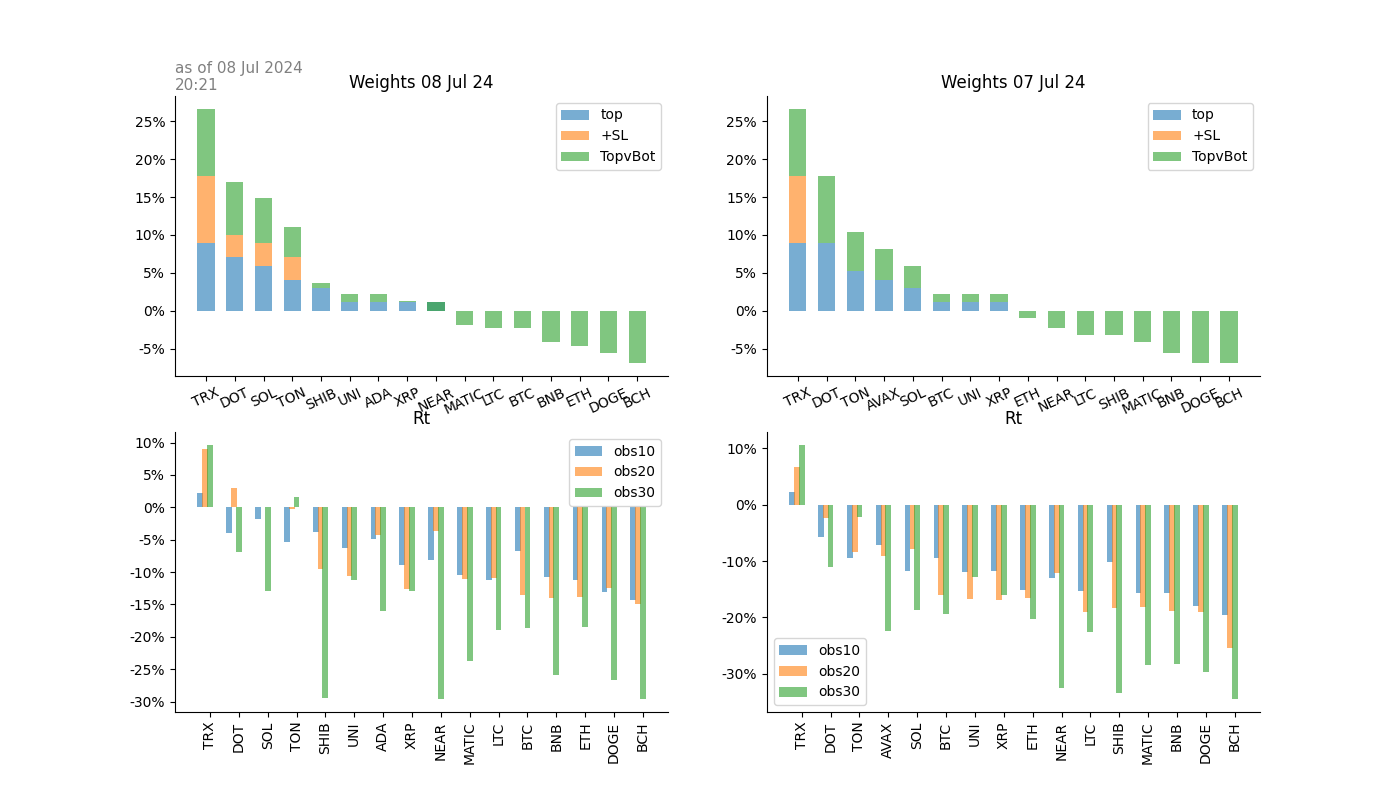 as of 08 Jul 2024
20:21
Weights 08 Jul 24
25%
20%
15%
10%
5%
0%
-5%
top
+SL
TopvBot
TRX DOT SOL TON SHIB UNI ADA XRP NEAR MATIC LTC BTC BNB ETH DOGE BCH
Weights 07 Jul 24
25%
20%
15%
10%
5%
0%
-5%
top
+SL
TopvBot
TRX DOT TON AVAX SOL BTC UNI XRP ETH NEAR LTC SHIB MATIC BNB DOGE BCH
Rt
10%
5%
0%
-5%
-10%
-15%
-20%
-25%
-30%
obs10
obs20
obs30
TRX DOT SOL TON SHIB UNI ADA XRP NEAR MATIC LTC BTC BNB ETH DOGE BCH
Rt
10%
0%
-10%
-20%
-30%
obs10
obs20
obs30
TRX DOT TON AVAX SOL BTC UNI XRP ETH NEAR LTC SHIB MATIC BNB DOGE BCH